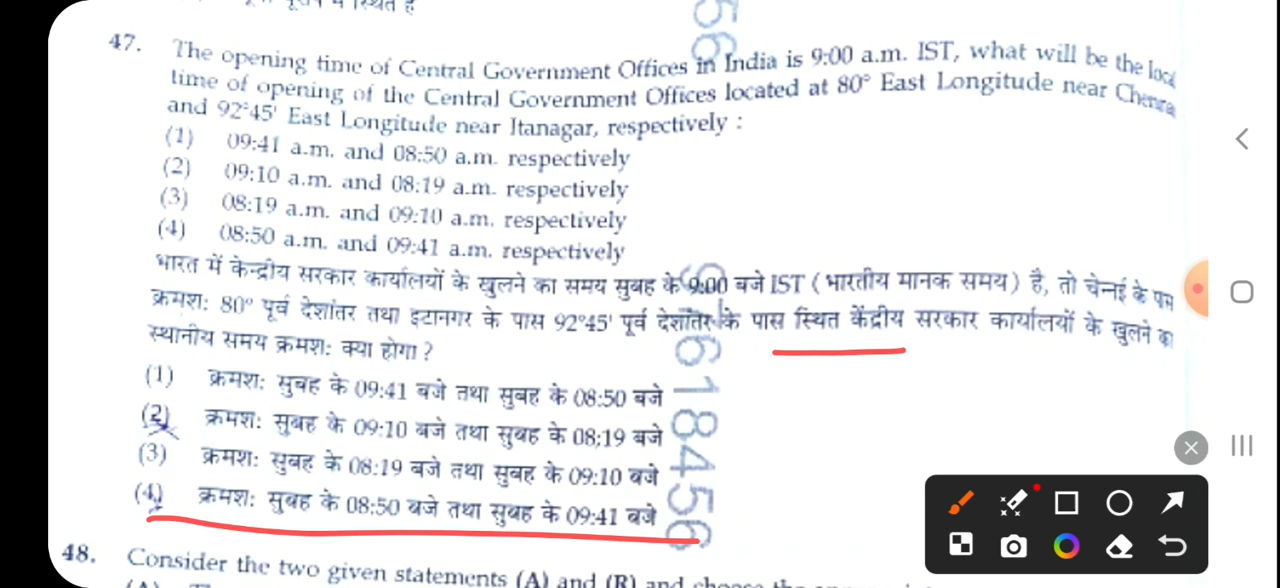 47. The opening time of Central Government Offices in India is 9:00 a.m. IST, what will be the local
time of opening of the Central Government Offices located at 80° East Longitude near Chenna
and 92°45' East Longitude near Itanagar, respectively :
(1) 09:41 a.m. and 08:50 a.m. respectively
(2) 09:10 a.m. and 08:19 a.m. respectively
(3) 08:19 a.m. and 09:10 a.m. respectively
(4) 08:50 a.m. and 09:41 a.m. respectively
भारत में केन्द्रीय सरकार कार्यालयों के खुलने का समय सुबह के 9:00 बजे IST ( भारतीय मानक समय ) है, तो चेन्नई के पास
क्रमश: 80° पूर्व देशांतर तथा इटानगर के पास 92°45' पूर्व देशांतर के पास स्थित केंद्रीय सरकार कार्यालयों के खुलने का
स्थानीय समय क्रमश: क्या होगा ?
(1) क्रमश: सुबह के 09:41 बजे तथा सुबह के 08:50 बजे
(2) क्रमश: सुबह के 09:10 बजे तथा सुबह के 08:19 बजे
(3) क्रमश: सुबह के 08:19 बजे तथा सुबह के 09:10 बजे
(4) क्रमश: सुबह के 08:50 बजे तथा सुबह के 09:41 बजे
48. Consider the two given statements (A) and (R) and